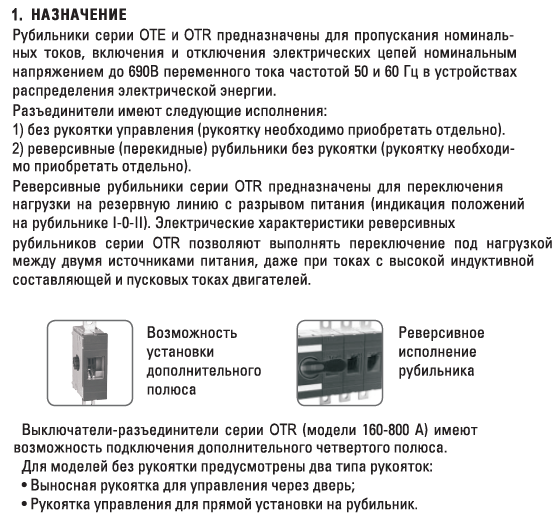 1. НАЗНАЧЕНИЕ
Рубильники серии OTE и OTR предназначены для пропускания номиналь-
ных токов, включения и отключения электрических цепей номинальным
напряжением до 690В переменного тока частотой 50 и 60 Гц в устройствах
распределения электрической энергии.
Разъединители имеют следующие исполнения:
1) без рукоятки управления (рукоятку необходимо приобретать отдельно).
2) реверсивные (перекидные) рубильники без рукоятки (рукоятку необходи-
мо приобретать отдельно).
Реверсивные рубильники серии OTR предназначены для переключения
нагрузки на резервную линию с разрывом питания (индикация положений
на рубильнике I-0-II). Электрические характеристики реверсивных
рубильников серии OTR позволяют выполнять переключение под нагрузкой
между двумя источниками питания, даже при токах с высокой индуктивной
составляющей и пусковых токах двигателей.
Возможность
установки
дополнительного
полюса
Реверсивное
исполнение
рубильника
Выключатели-разъединители серии OTR (модели 160-800 А) имеют
возможность подключения дополнительного четвертого полюса.
Для моделей без рукоятки предусмотрены два типа рукояток:
• Выносная рукоятка для управления через дверь;
• Рукоятка управления для прямой установки на рубильник.